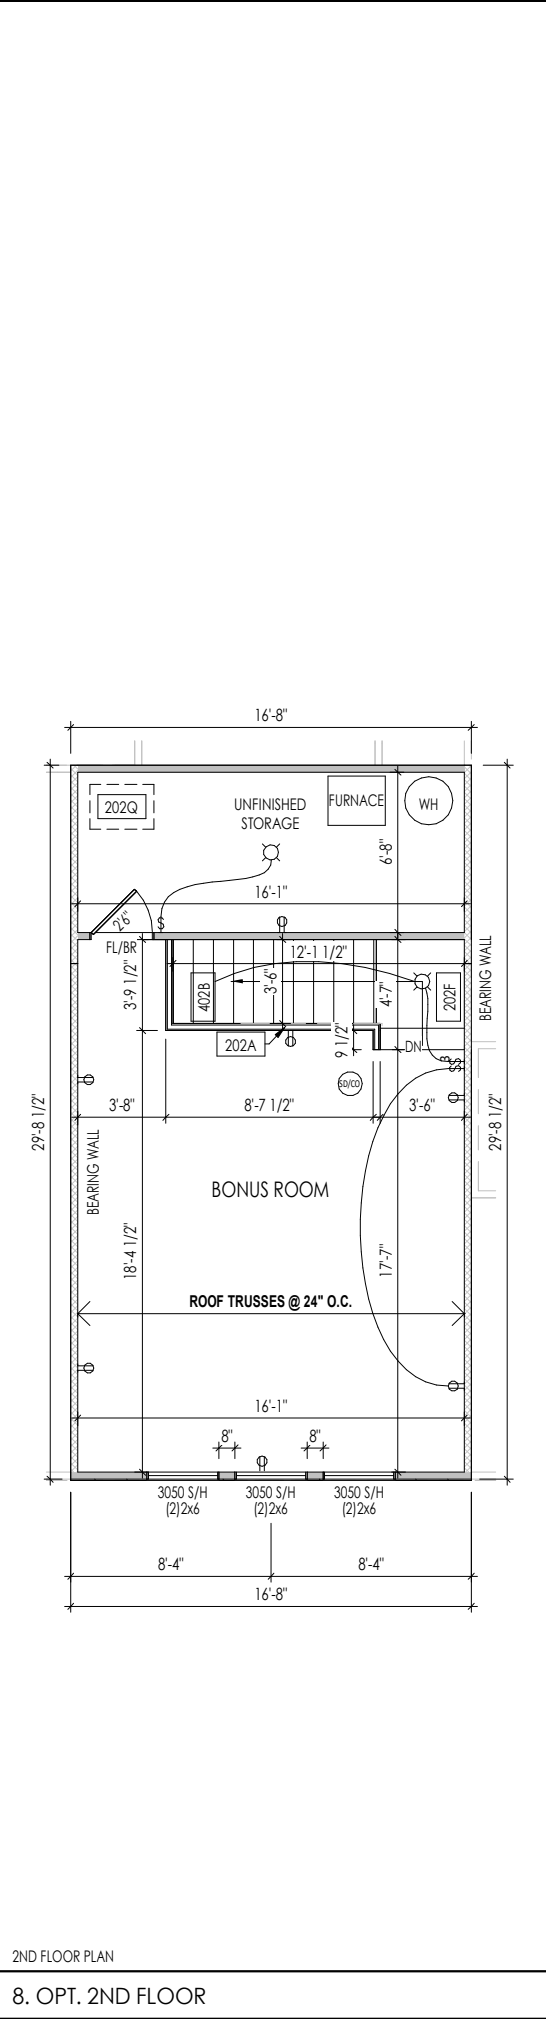 16'-8"
202Q
UNFINISHED
STORAGE
FURNACE
WH
6'-8"
16'-1"
2'6"
S
FL/BR
12'-1 1/2"
3'-9 1/2"
402B
3'-6"
4'-7"
202F
BEARING WALL
202A
9 1/2"
DN
3
SS
SD/CO
3'-8"
8'-7 1/2"
3'-6"
29'-8 1/2"
29'-8 1/2"
BEARING WALL
BONUS ROOM
18'-4 1/2"
17'-7"
ROOF TRUSSES @ 24" O.C.
16'-1"
8"
8"
3050 S/H
(2)2x6
3050 S/H
(2)2x6
3050 S/H
(2)2x6
8'-4"
8'-4"
16'-8"
2ND FLOOR PLAN
8. OPT. 2ND FLOOR